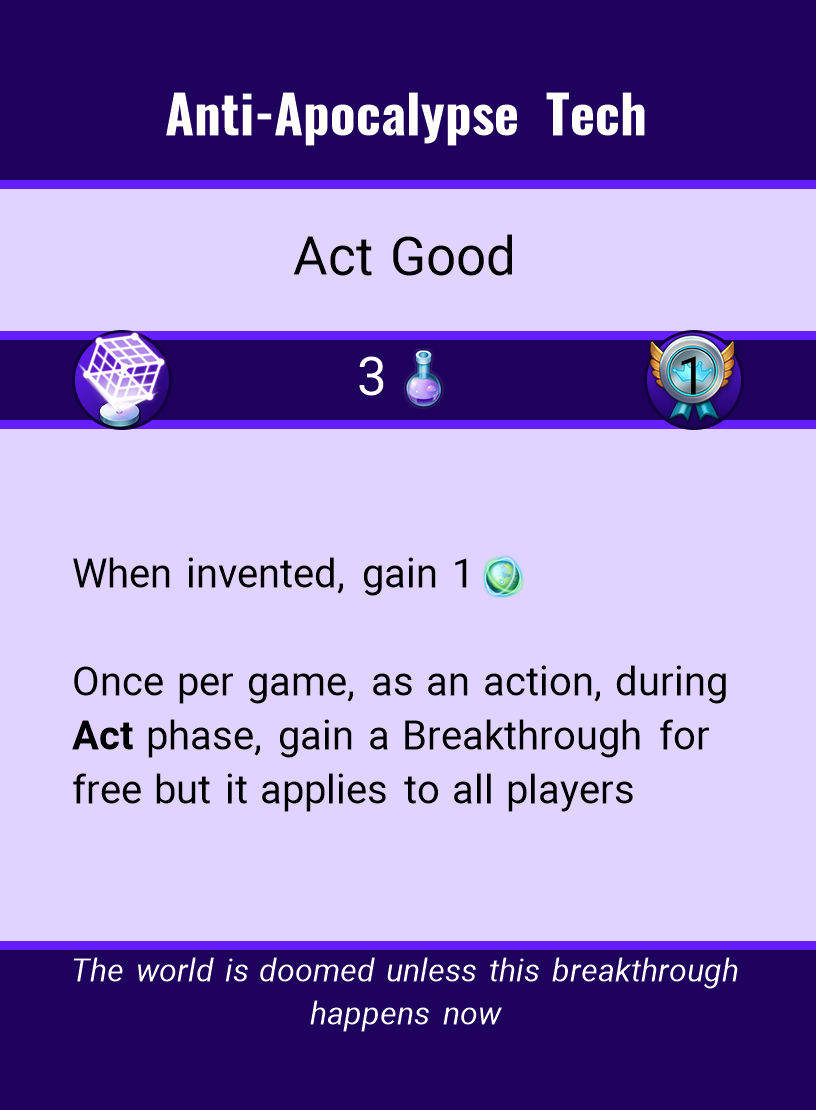 Anti-Apocalypse Tech
Act Good
3
1
When invented, gain 1
Once per game, as an action, during
Act phase, gain a Breakthrough for
free but it applies to all players
The world is doomed unless this breakthrough
happens now